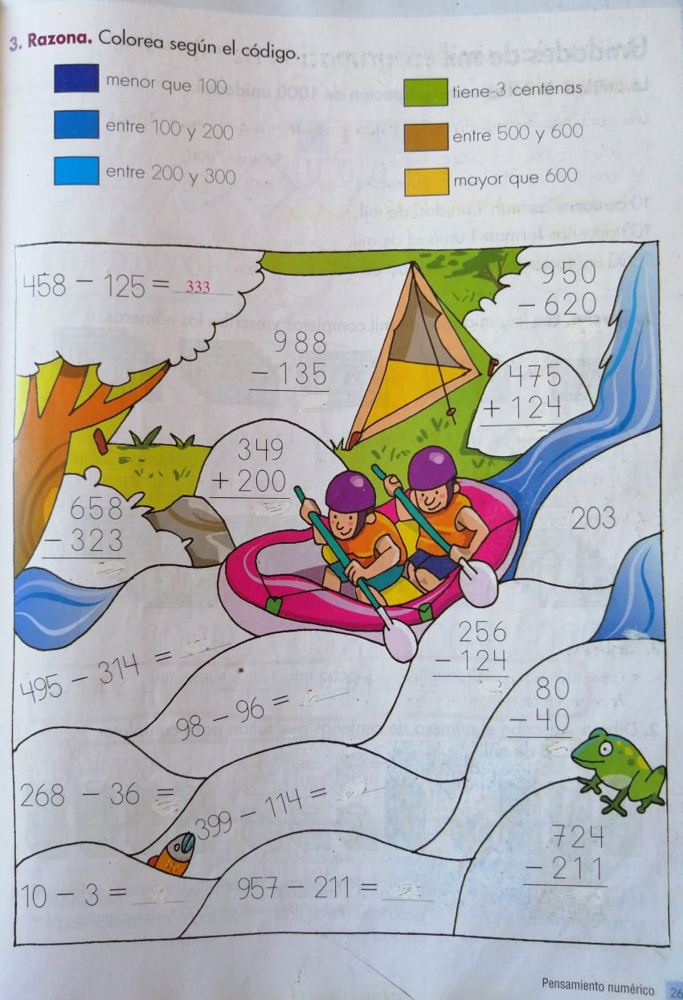 3. Razona. Colorea según el código.
menor que 100
entre 100 y 200
entre 200 y 300
tiene 3 centenas
entre 500 y 600
mayor que 600
458 - 125 = 333
950
- 620
988
- 135
475
+ 124
349
+ 200
658
- 323
203
256
- 124
495 - 314 =
98 - 96 =
80
- 40
268 - 36 =
399 - 114 =
724
- 211
10 - 3 =
957 - 211 =
Pensamiento numérico 26